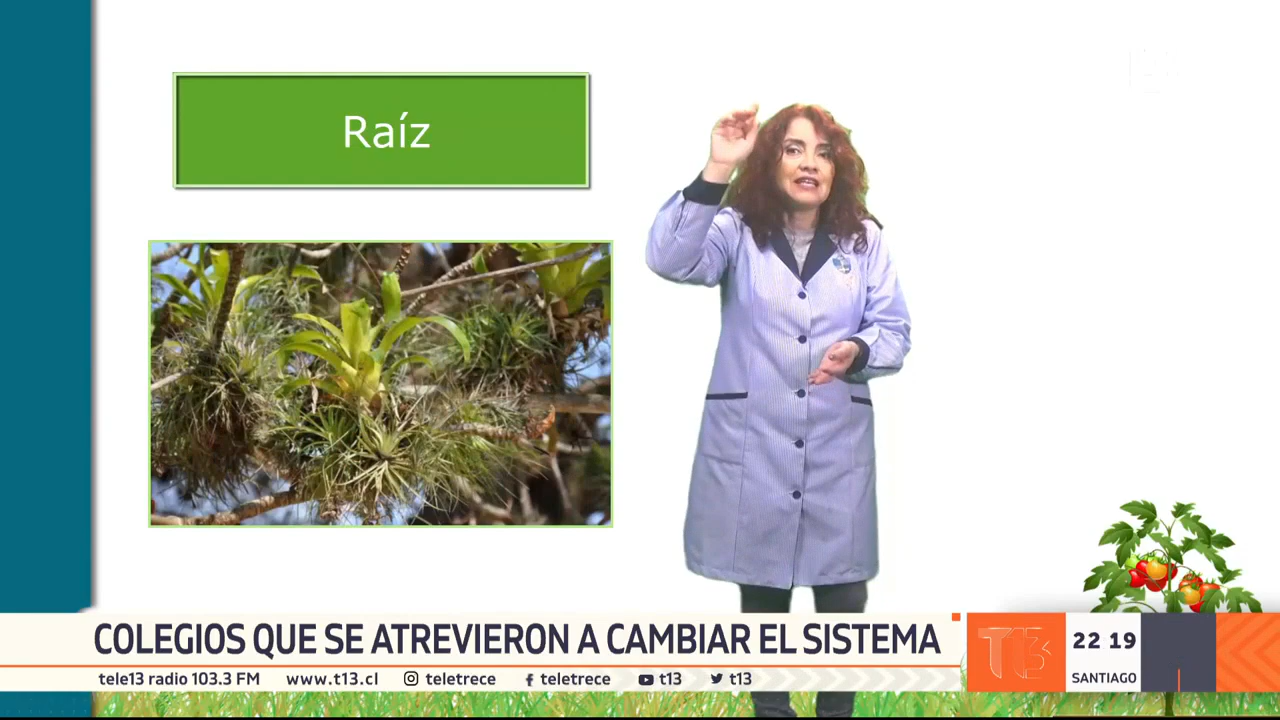 Raíz
COLEGIOS QUE SE ATREVIERON A CAMBIAR EL SISTEMA
T13
22 19
SANTIAGO
tele13 radio 103.3 FM www.t13.cl teletrece teletrece t13 t13